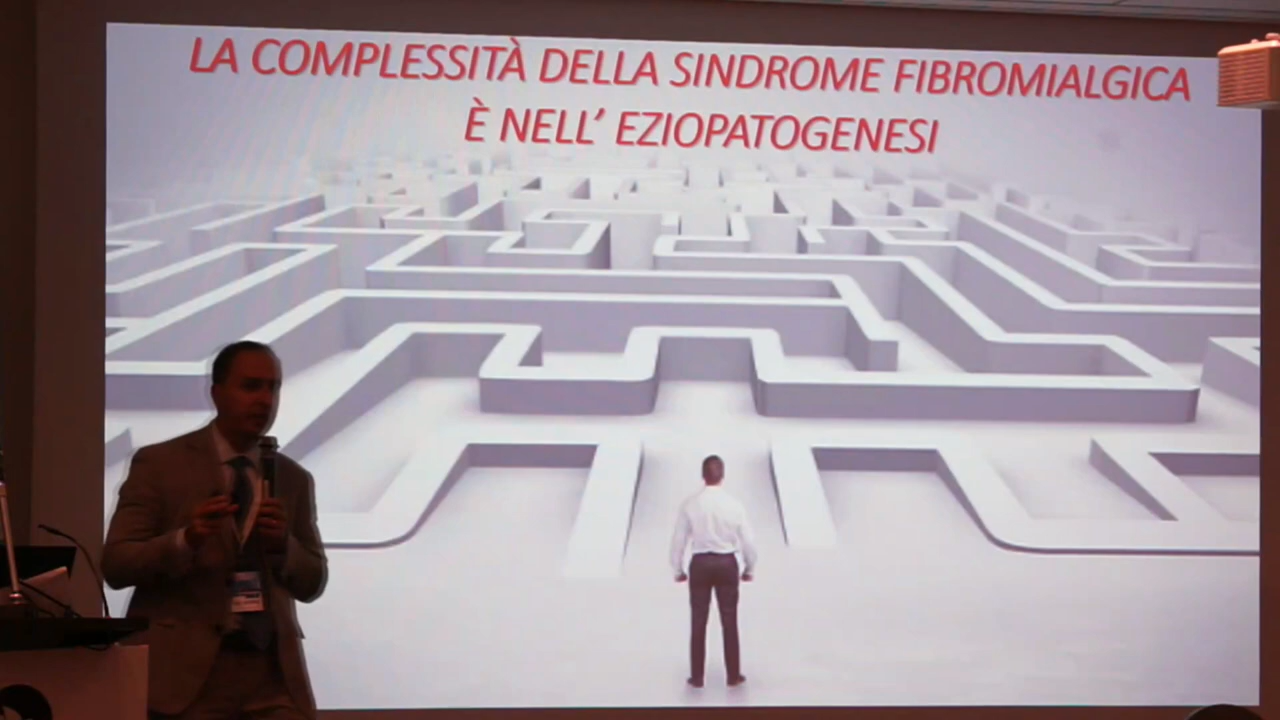 LA COMPLESSITÀ DELLA SINDROME FIBROMIALGICA
È NELL’ EZIOPATOGENESI